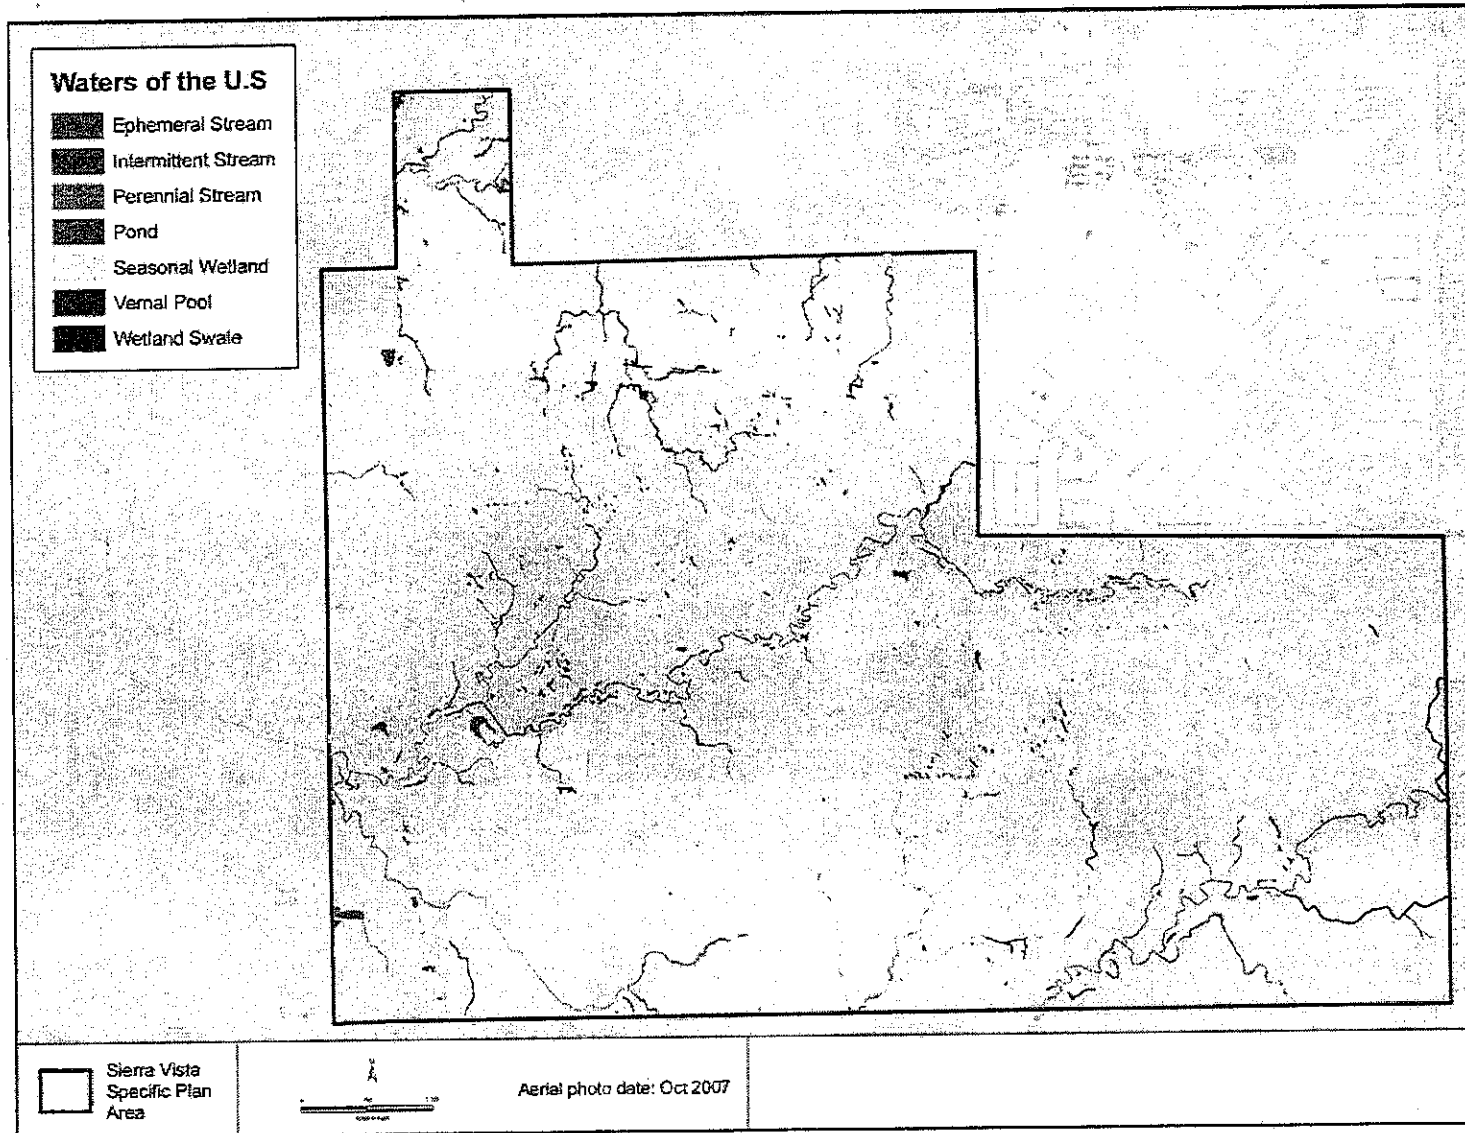 Waters of the U.S
Ephemeral Stream
Intermittent Stream
Perennial Stream
Pond
Seasonal Wetland
Vernal Pool
Wetland Swale
Sierra Vista
Specific Plan
Area
Aerial photo date: Oct 2007